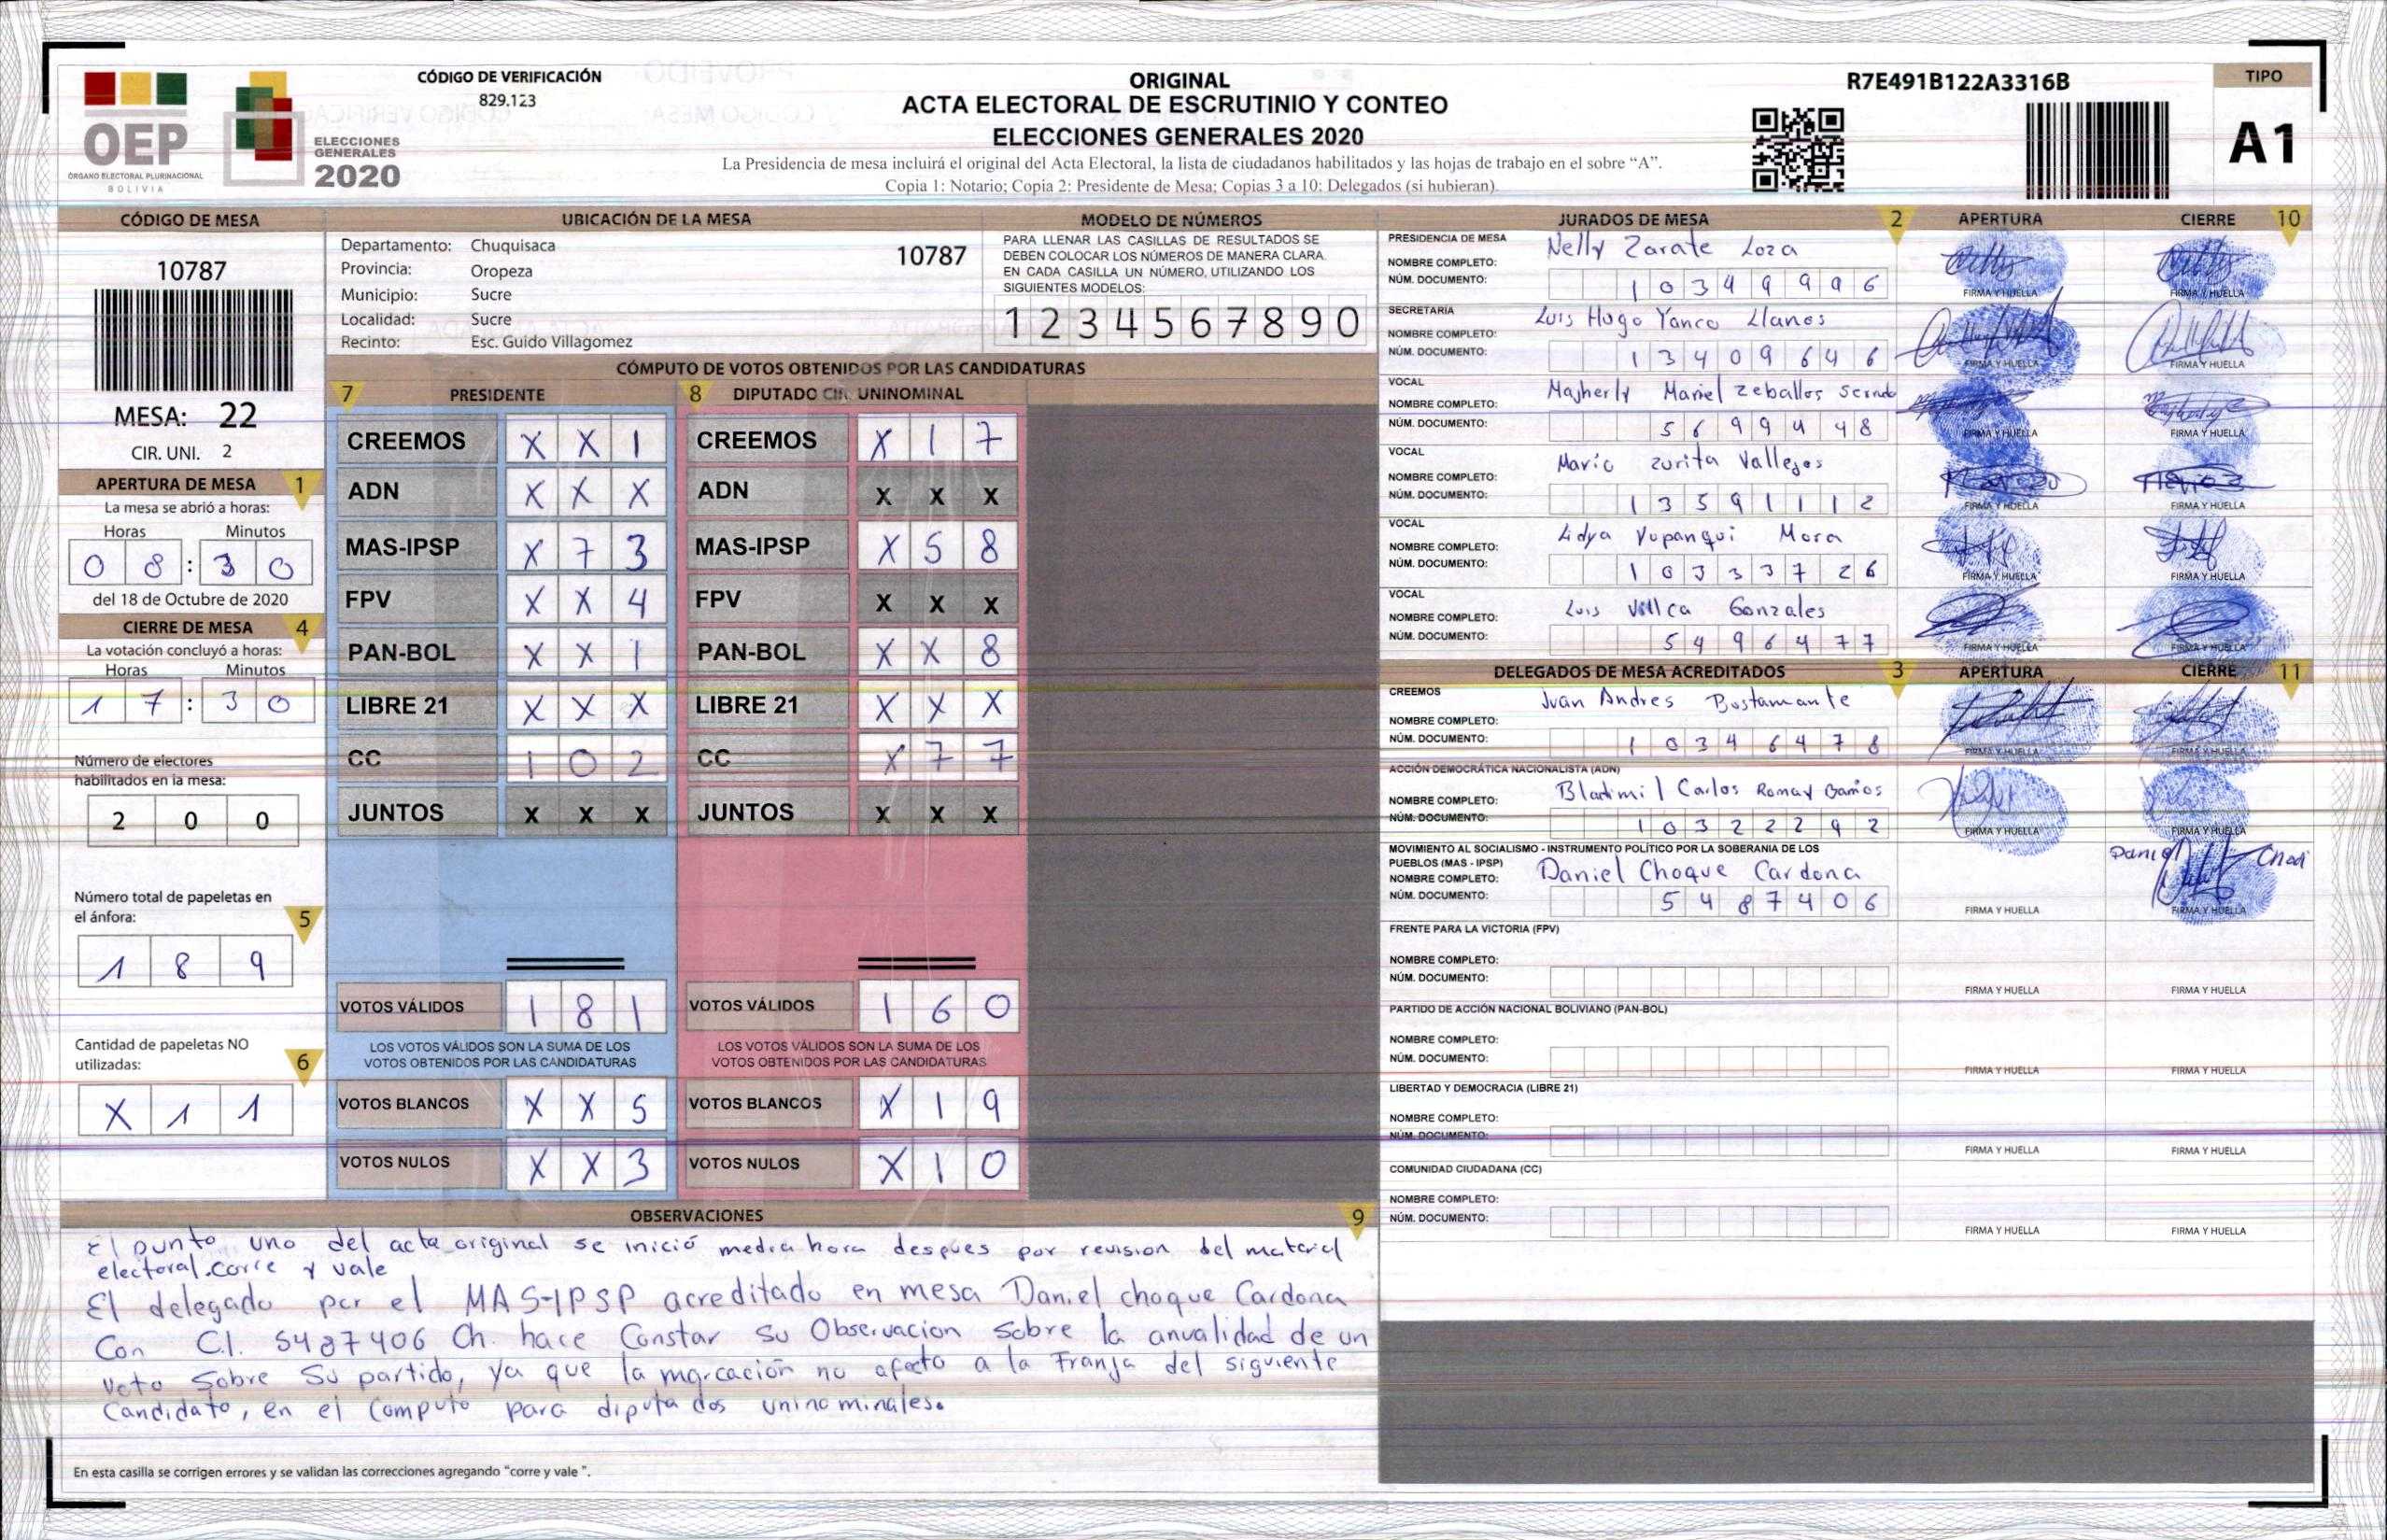 OEP
ÓRGANO ELECTORAL PLURINACIONAL
BOLIVIA
ELECCIONES
GENERALES
2020
CÓDIGO DE VERIFICACIÓN
829.123
ORIGINAL
ACTA ELECTORAL DE ESCRUTINIO Y CONTEO
ELECCIONES GENERALES 2020
La Presidencia de mesa incluirá el original del Acta Electoral, la lista de ciudadanos habilitados y las hojas de trabajo en el sobre “A”.
Copia 1: Notario; Copia 2: Presidente de Mesa; Copias 3 a 10: Delegados (si hubieran).
R7E491B122A3316B
TIPO
A1
CÓDIGO DE MESA
10787
MESA: 22
CIR. UNI. 2
APERTURA DE MESA 1
La mesa se abrió a horas:
Horas Minutos
0 8 : 3 0
del 18 de Octubre de 2020
CIERRE DE MESA 4
La votación concluyó a horas:
Horas Minutos
1 7 : 3 0
Número de electores
habilitados en la mesa:
2 0 0
Número total de papeletas en
el ánfora: 5
1 8 9
Cantidad de papeletas NO
utilizadas: 6
X 1 1
UBICACIÓN DE LA MESA
Departamento: Chuquisaca 10787
Provincia: Oropeza
Municipio: Sucre
Localidad: Sucre
Recinto: Esc. Guido Villagomez
MODELO DE NÚMEROS
PARA LLENAR LAS CASILLAS DE RESULTADOS SE
DEBEN COLOCAR LOS NÚMEROS DE MANERA CLARA.
EN CADA CASILLA UN NÚMERO, UTILIZANDO LOS
SIGUIENTES MODELOS:
1 2 3 4 5 6 7 8 9 0
CÓMPUTO DE VOTOS OBTENIDOS POR LAS CANDIDATURAS
7 PRESIDENTE 8 DIPUTADO CIR. UNINOMINAL
CREEMOS X X 1 CREEMOS X 1 7
ADN X X X ADN X X X
MAS-IPSP X 7 3 MAS-IPSP X 5 8
FPV X X 4 FPV X X X
PAN-BOL X X 1 PAN-BOL X X 8
LIBRE 21 X X X LIBRE 21 X X X
CC 1 0 2 CC X 7 7
JUNTOS X X X JUNTOS X X X
VOTOS VÁLIDOS 1 8 1 VOTOS VÁLIDOS 1 6 0
LOS VOTOS VÁLIDOS SON LA SUMA DE LOS LOS VOTOS VÁLIDOS SON LA SUMA DE LOS
VOTOS OBTENIDOS POR LAS CANDIDATURAS VOTOS OBTENIDOS POR LAS CANDIDATURAS
VOTOS BLANCOS X X 5 VOTOS BLANCOS X 1 9
VOTOS NULOS X X 3 VOTOS NULOS X 1 0
OBSERVACIONES 9
El punto uno del acta original se inició media hora despues por revision del material
electoral. corre y vale
El delegado por el MAS-IPSP acreditado en mesa Daniel choque Cardona
Con C.I. 5487406 Ch. hace Constar su Observacion Sobre la anualidad de un
Voto Sobre Su partido, ya que la marcación no afecto a la Franja del siguiente
Candidato, en el Computo para diputados uninominales.
En esta casilla se corrigen errores y se validan las correcciones agregando “corre y vale ”.
JURADOS DE MESA 2 APERTURA CIERRE 10
PRESIDENCIA DE MESA
NOMBRE COMPLETO: Nelly Zarate Loza
NÚM. DOCUMENTO: 1 0 3 4 9 9 9 6
FIRMA Y HUELLA FIRMA Y HUELLA
SECRETARIA
NOMBRE COMPLETO: Luis Hugo Yanco Llanos
NÚM. DOCUMENTO: 1 3 4 0 9 6 4 6
FIRMA Y HUELLA FIRMA Y HUELLA
VOCAL
NOMBRE COMPLETO: Mariel Zeballos
NÚM. DOCUMENTO: 5 6 9 9 4 4 8
FIRMA Y HUELLA FIRMA Y HUELLA
VOCAL
NOMBRE COMPLETO: Mario Zurita Vallejos
NÚM. DOCUMENTO: 1 3 5 9 1 1 1 2
FIRMA Y HUELLA FIRMA Y HUELLA
VOCAL
NOMBRE COMPLETO: Lidya Yupanqui Mora
NÚM. DOCUMENTO: 1 0 3 3 3 7 2 6
FIRMA Y HUELLA FIRMA Y HUELLA
VOCAL
NOMBRE COMPLETO: Luis Villca Gonzales
NÚM. DOCUMENTO: 5 4 9 6 4 7 7
FIRMA Y HUELLA FIRMA Y HUELLA
DELEGADOS DE MESA ACREDITADOS 3 APERTURA CIERRE 11
CREEMOS
NOMBRE COMPLETO: Juan Andres Bustamante
NÚM. DOCUMENTO: 1 0 3 4 6 4 7 8
FIRMA Y HUELLA FIRMA Y HUELLA
ACCIÓN DEMOCRÁTICA NACIONALISTA (ADN)
NOMBRE COMPLETO: Bladimil Carlos Romay Barrios
NÚM. DOCUMENTO: 1 0 3 2 2 2 9 2
FIRMA Y HUELLA FIRMA Y HUELLA
MOVIMIENTO AL SOCIALISMO - INSTRUMENTO POLÍTICO POR LA SOBERANIA DE LOS
PUEBLOS (MAS - IPSP)
NOMBRE COMPLETO: Daniel Choque Cardona
NÚM. DOCUMENTO: 5 4 8 7 4 0 6
Daniel
FIRMA Y HUELLA FIRMA Y HUELLA
FRENTE PARA LA VICTORIA (FPV)
NOMBRE COMPLETO:
NÚM. DOCUMENTO:
FIRMA Y HUELLA FIRMA Y HUELLA
PARTIDO DE ACCIÓN NACIONAL BOLIVIANO (PAN-BOL)
NOMBRE COMPLETO:
NÚM. DOCUMENTO:
FIRMA Y HUELLA FIRMA Y HUELLA
LIBERTAD Y DEMOCRACIA (LIBRE 21)
NOMBRE COMPLETO:
NÚM. DOCUMENTO:
FIRMA Y HUELLA FIRMA Y HUELLA
COMUNIDAD CIUDADANA (CC)
NOMBRE COMPLETO:
NÚM. DOCUMENTO:
FIRMA Y HUELLA FIRMA Y HUELLA